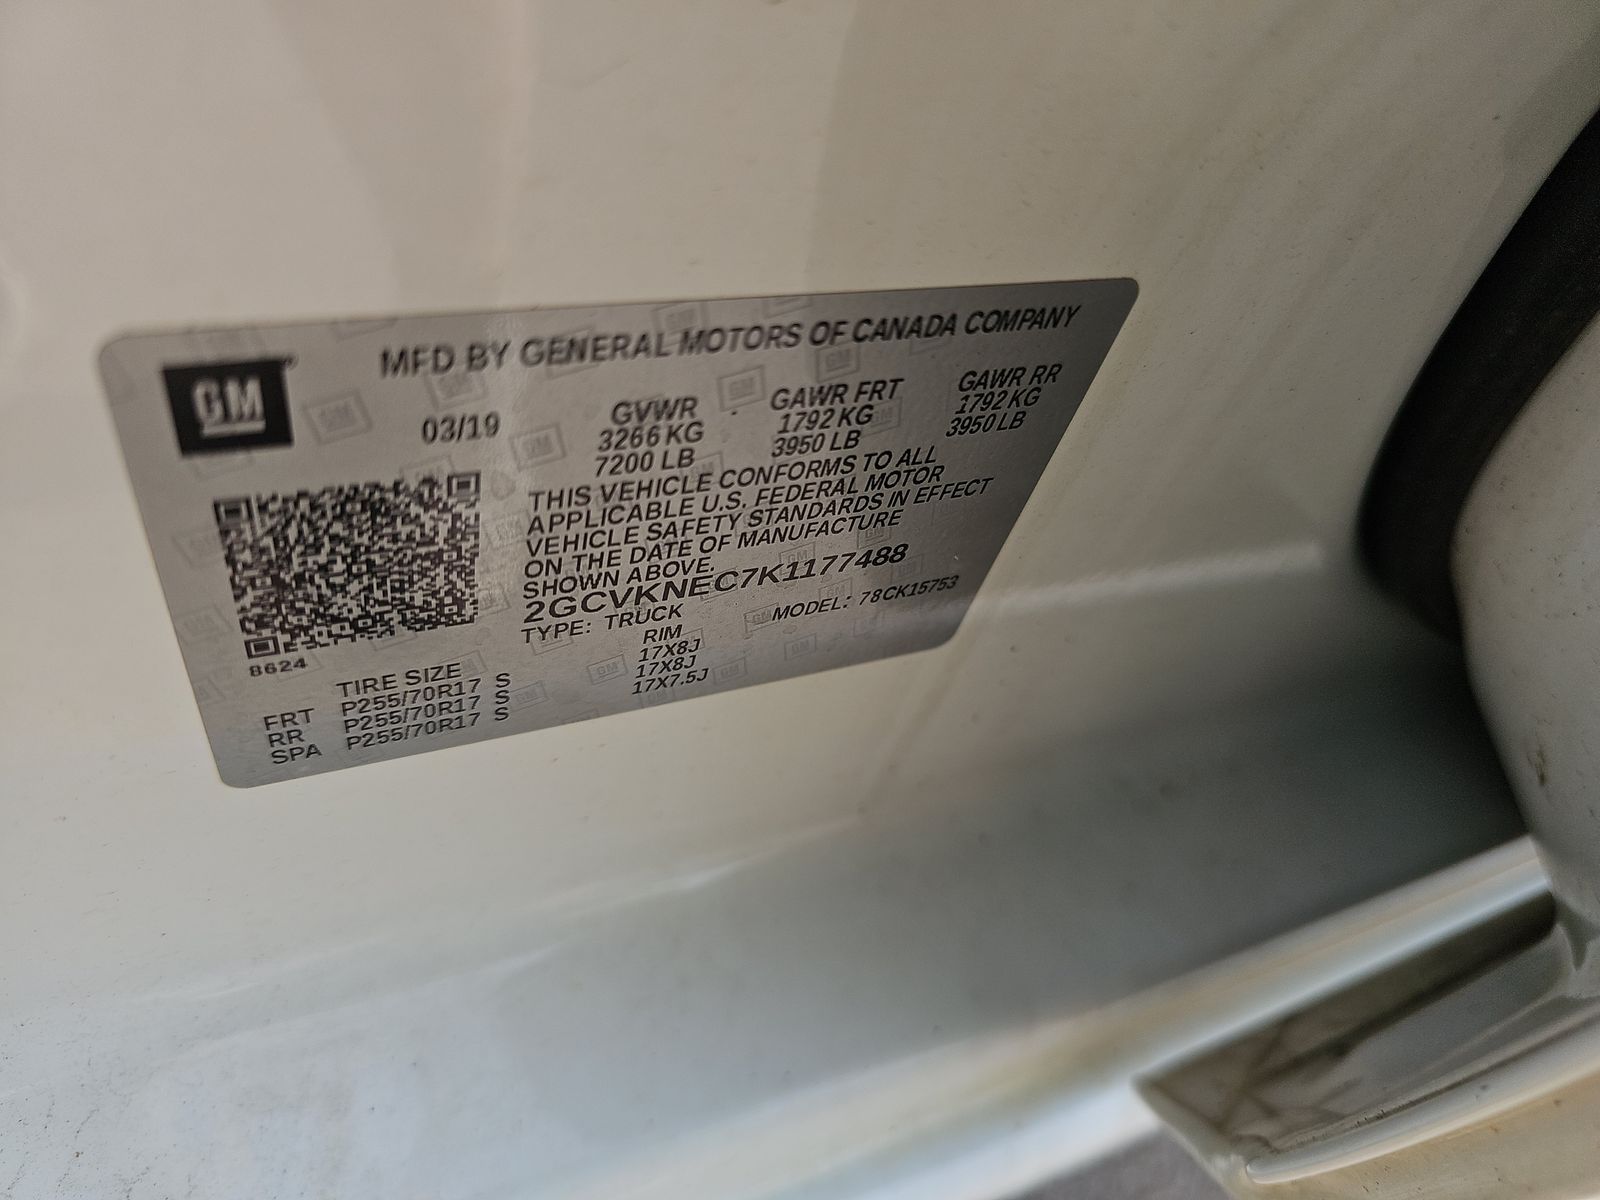 GM
MFD BY GENERAL MOTORS OF CANADA COMPANY
03/19
GVWR GAWR FRT GAWR RR
3266 KG 1792 KG 1792 KG
7200 LB 3950 LB 3950 LB
THIS VEHICLE CONFORMS TO ALL
APPLICABLE U.S. FEDERAL MOTOR
VEHICLE SAFETY STANDARDS IN EFFECT
ON THE DATE OF MANUFACTURE
SHOWN ABOVE.
2GCVKNEC7K1177488
TYPE: TRUCK MODEL: 78CK15753
8624
TIRE SIZE RIM
FRT P255/70R17 S 17X8J
RR P255/70R17 S 17X8J
SPA P255/70R17 S 17X7.5J